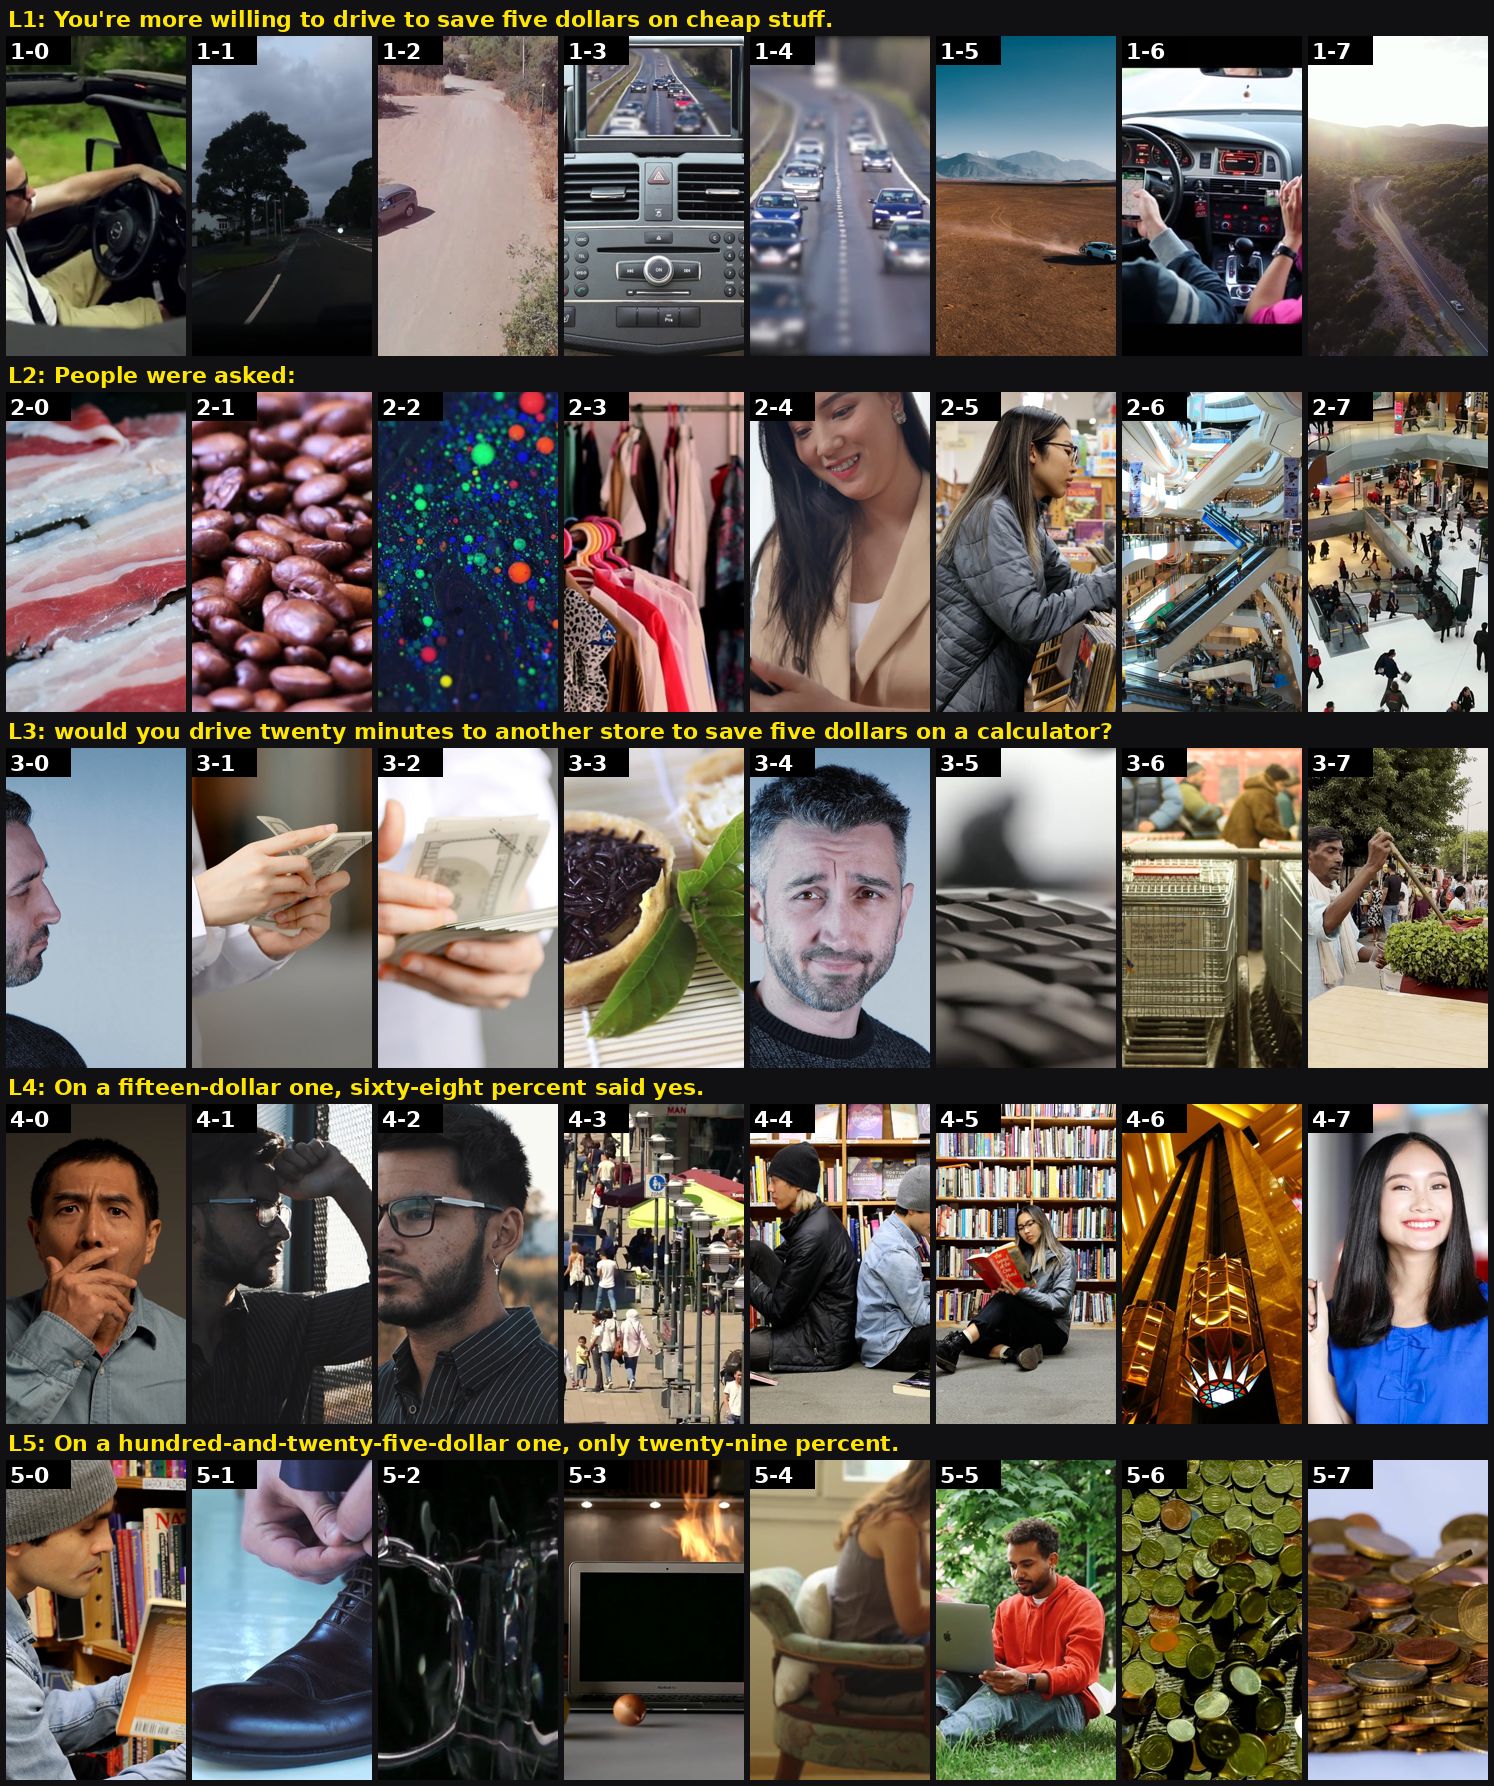 L1: You're more willing to drive to save five dollars on cheap stuff.
1-0 1-1 1-2 1-3 1-4 1-5 1-6 1-7
L2: People were asked:
2-0 2-1 2-2 2-3 2-4 2-5 2-6 2-7
L3: would you drive twenty minutes to another store to save five dollars on a calculator?
3-0 3-1 3-2 3-3 3-4 3-5 3-6 3-7
L4: On a fifteen-dollar one, sixty-eight percent said yes.
4-0 4-1 4-2 4-3 4-4 4-5 4-6 4-7
MAN
L5: On a hundred-and-twenty-five-dollar one, only twenty-nine percent.
5-0 5-1 5-2 5-3 5-4 5-5 5-6 5-7